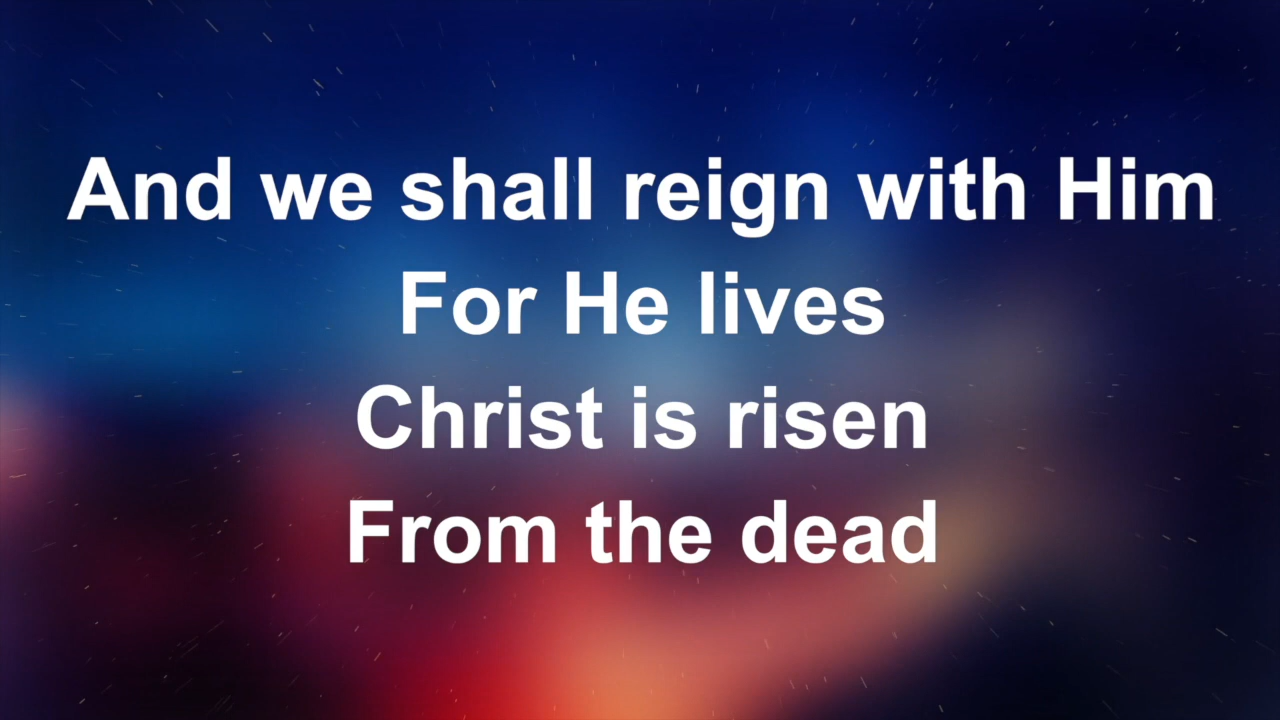 And we shall reign with Him
For He lives
Christ is risen
From the dead